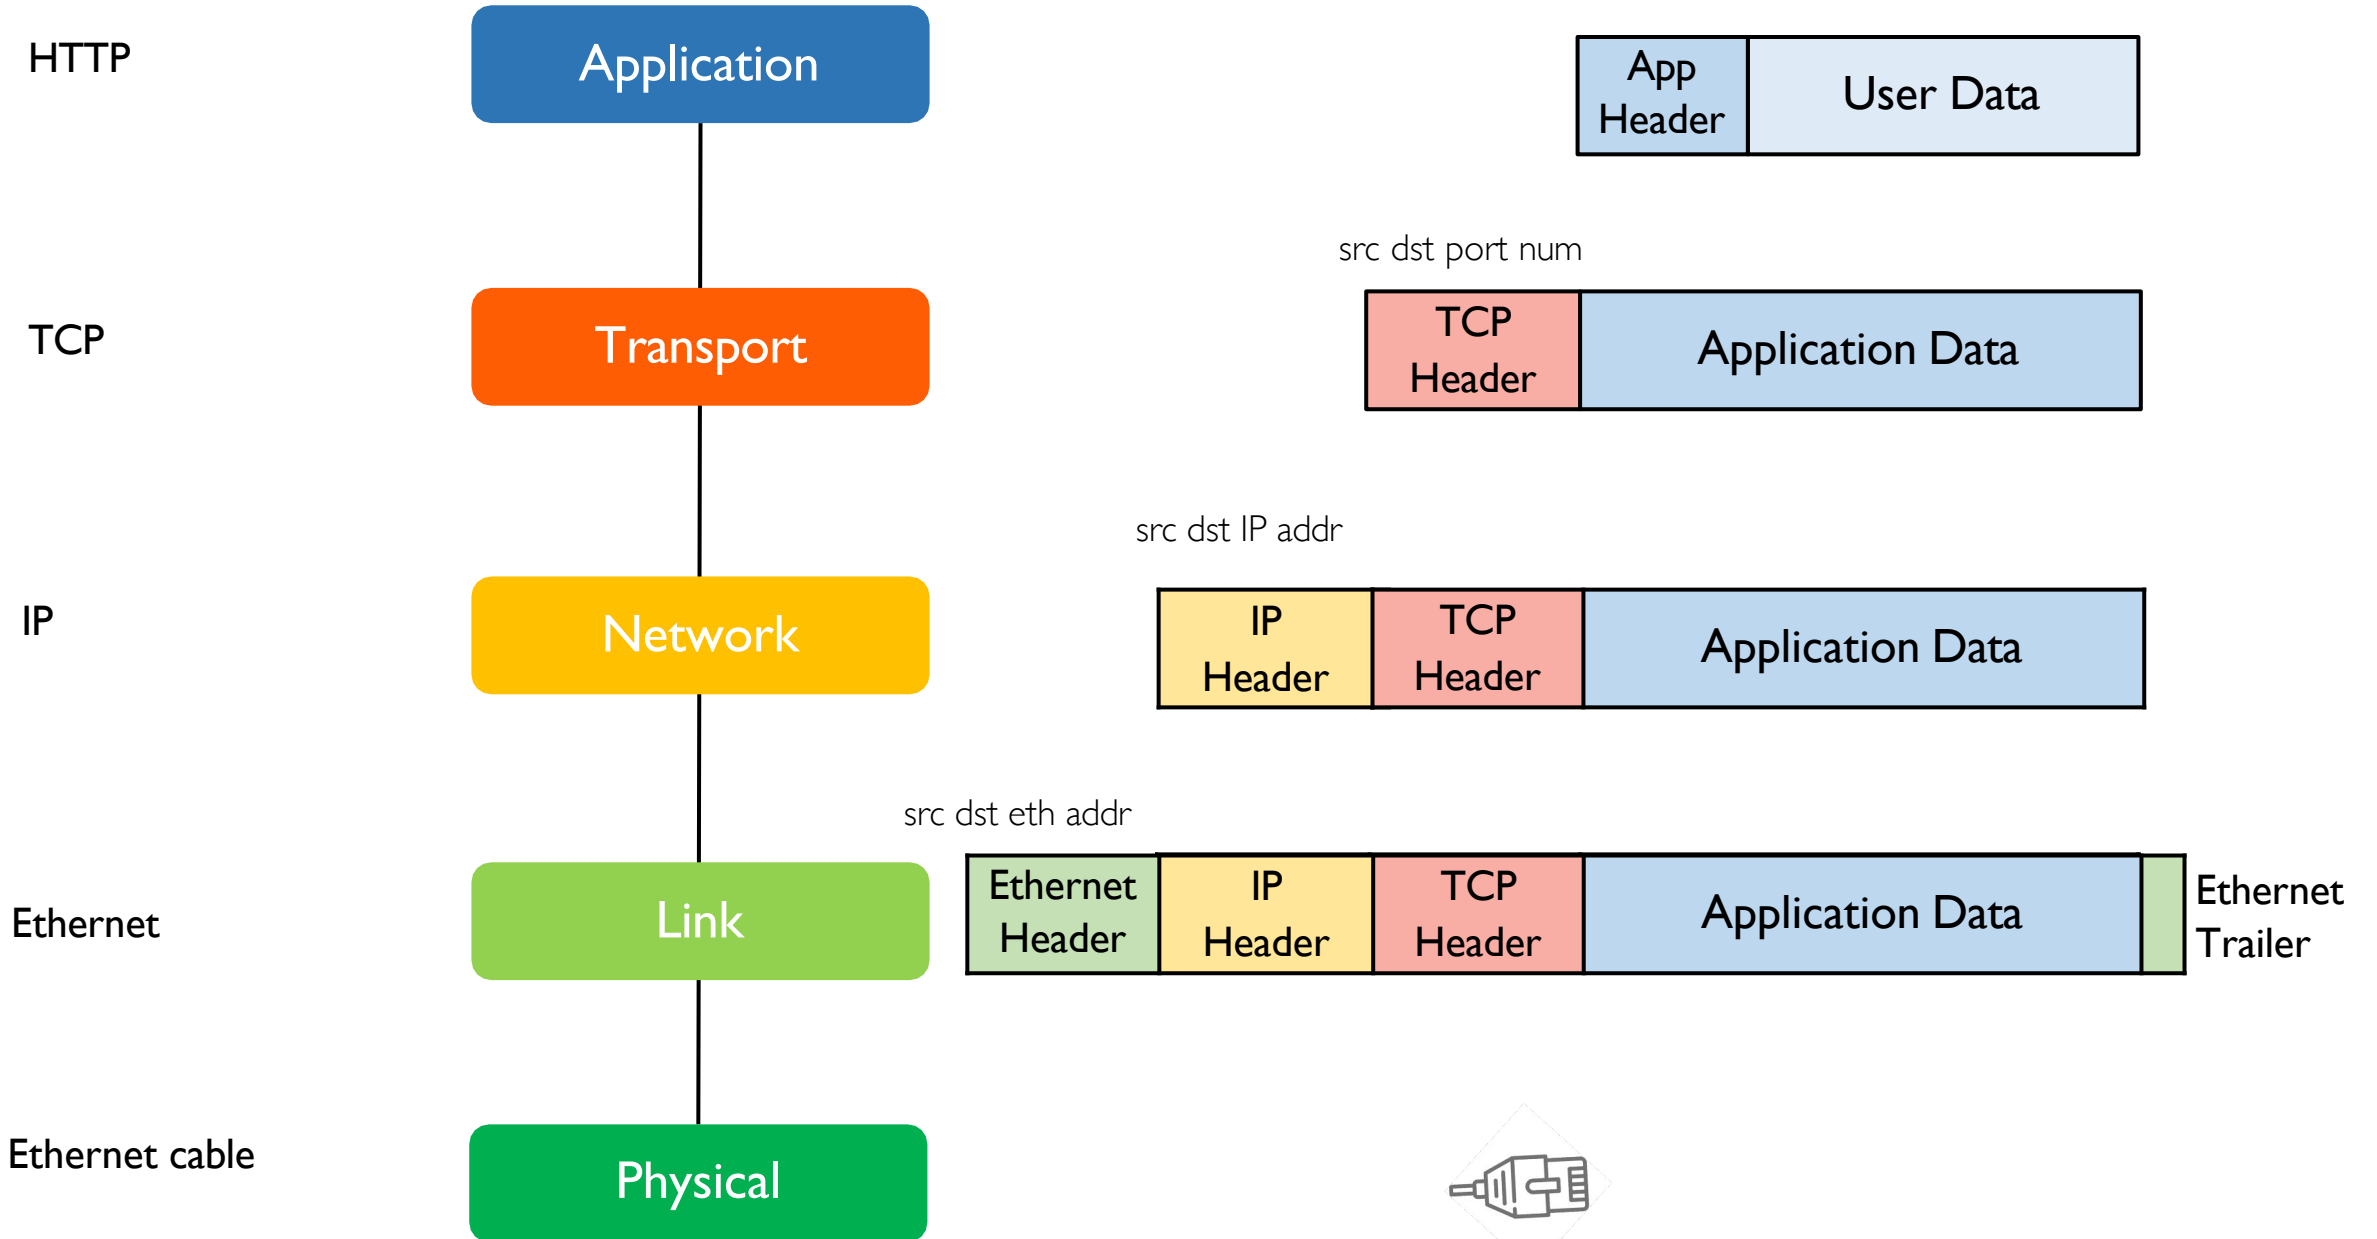 HTTP
Application
App
Header
User Data
src dst port num
TCP
Transport
TCP
Header
Application Data
src dst IP addr
IP
Network
IP
Header
TCP
Header
Application Data
src dst eth addr
Ethernet
Link
Ethernet
Header
IP
Header
TCP
Header
Application Data
Ethernet
Trailer
Ethernet cable
Physical